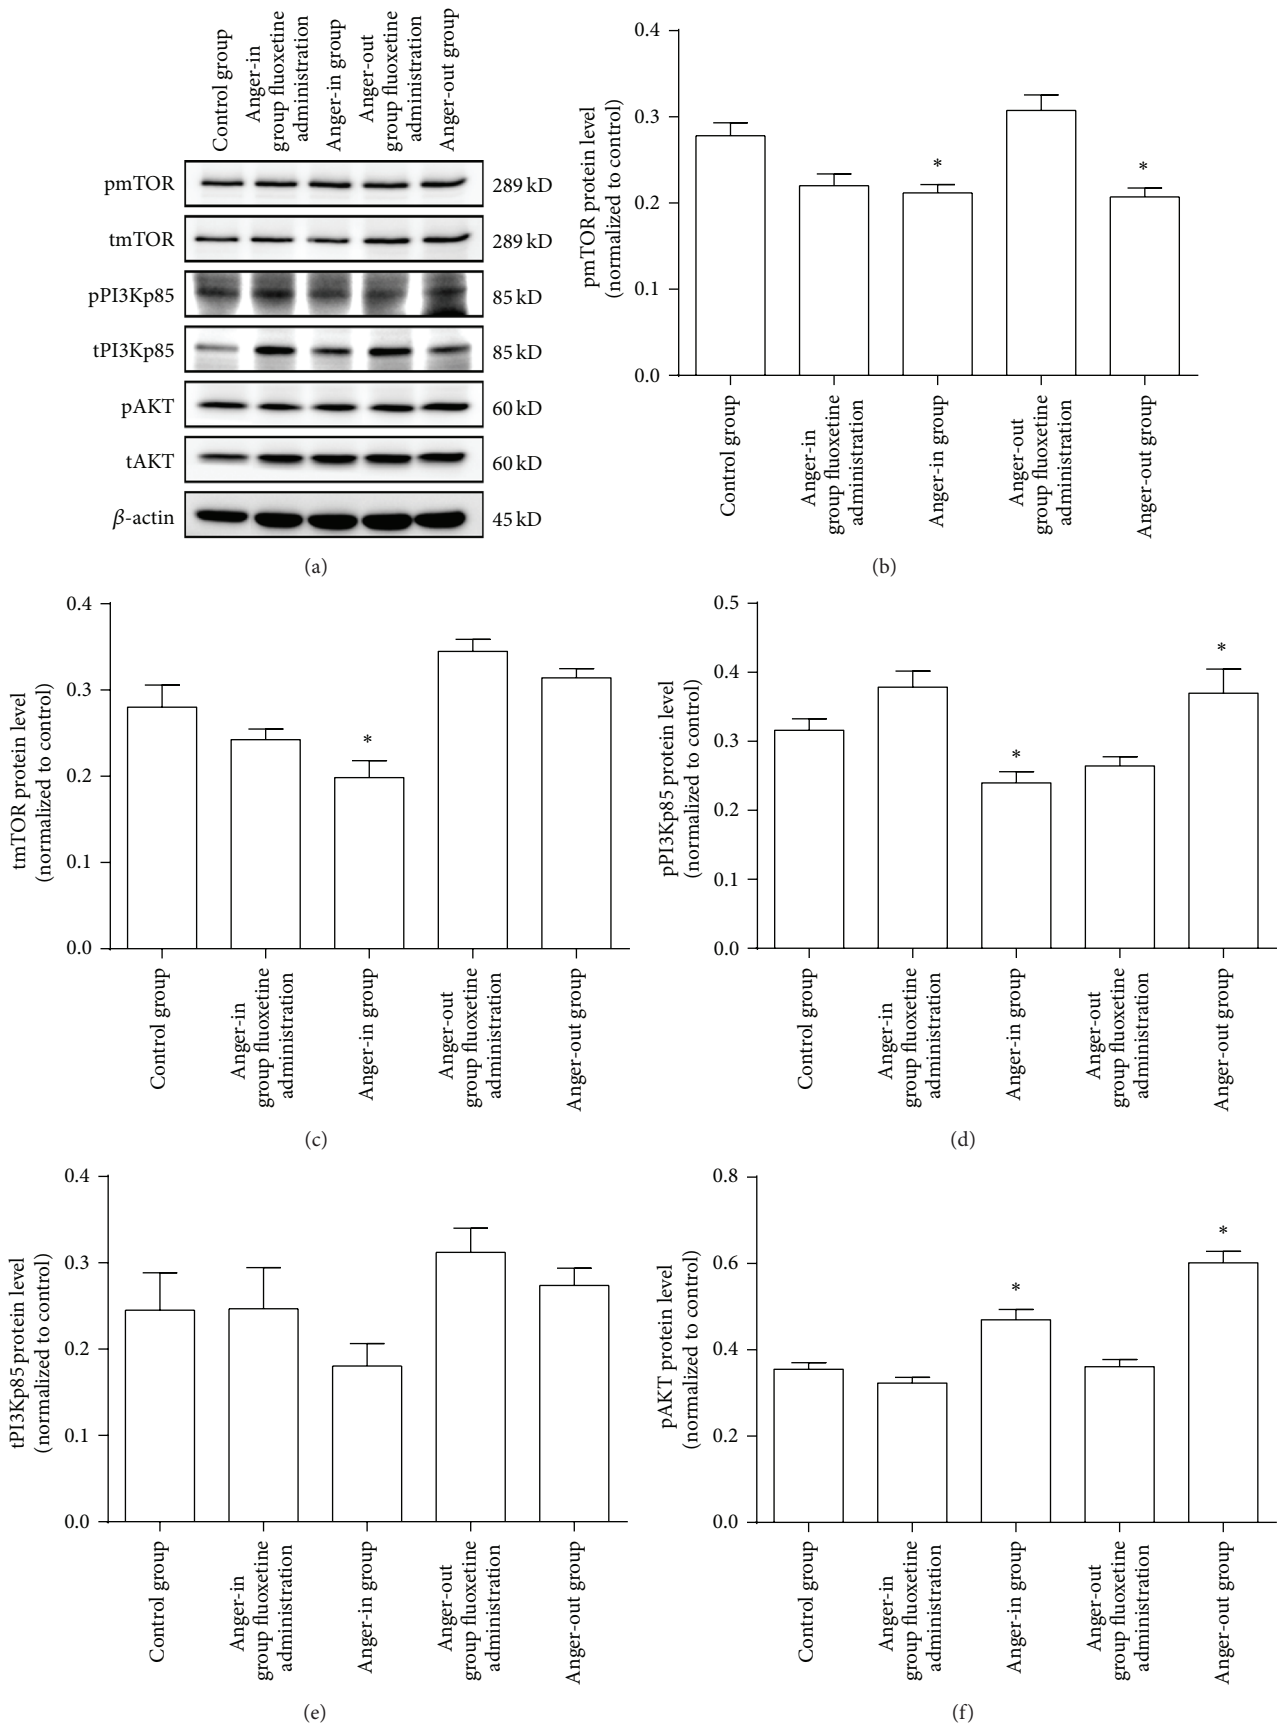 Control group
Anger-in
group fluoxetine
administration
Anger-in group
Anger-out
group fluoxetine
administration
Anger-out group
pmTOR 289 kD
tmTOR 289 kD
pPI3Kp85 85 kD
tPI3Kp85 85 kD
pAKT 60 kD
tAKT 60 kD
β-actin 45 kD
(a)
pmTOR protein level
(normalized to control)
0.4
0.3
0.2
0.1
0.0
*
*
Control group
Anger-in
group fluoxetine
administration
Anger-in group
Anger-out
group fluoxetine
administration
Anger-out group
(b)
tmTOR protein level
(normalized to control)
0.4
0.3
0.2
0.1
0.0
*
Control group
Anger-in
group fluoxetine
administration
Anger-in group
Anger-out
group fluoxetine
administration
Anger-out group
(c)
pPI3Kp85 protein level
(normalized to control)
0.5
0.4
0.3
0.2
0.1
0.0
*
*
Control group
Anger-in
group fluoxetine
administration
Anger-in group
Anger-out
group fluoxetine
administration
Anger-out group
(d)
tPI3Kp85 protein level
(normalized to control)
0.4
0.3
0.2
0.1
0.0
Control group
Anger-in
group fluoxetine
administration
Anger-in group
Anger-out
group fluoxetine
administration
Anger-out group
(e)
pAKT protein level
(normalized to control)
0.8
0.6
0.4
0.2
0.0
*
*
Control group
Anger-in
group fluoxetine
administration
Anger-in group
Anger-out
group fluoxetine
administration
Anger-out group
(f)